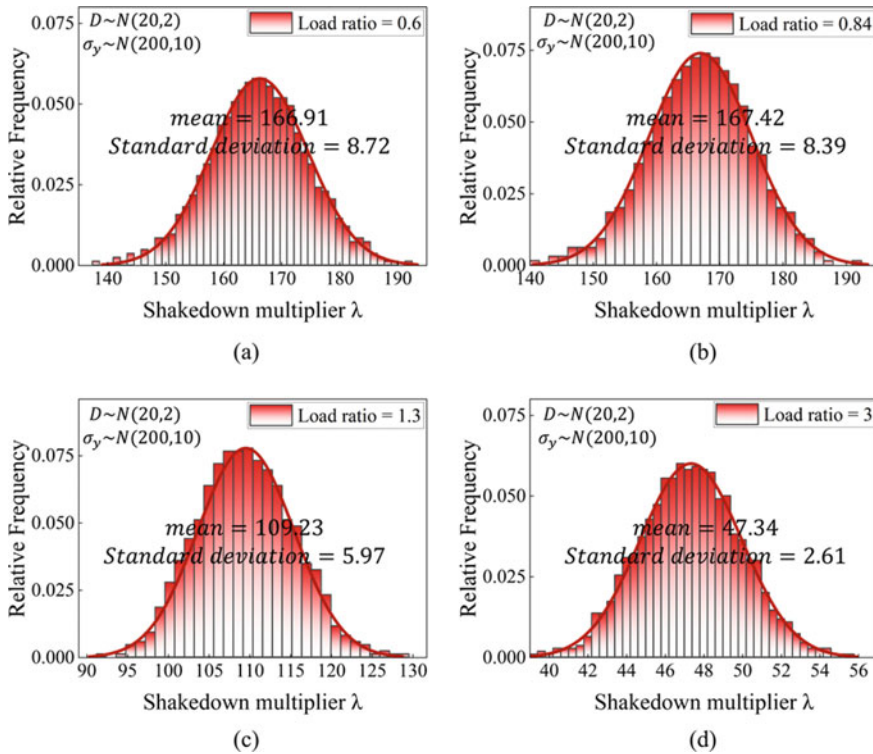 D~N(20,2)
σ_y~N(200,10)
Load ratio = 0.6
mean = 166.91
Standard deviation = 8.72
Relative Frequency
0.075
0.050
0.025
0.000
140 150 160 170 180 190
Shakedown multiplier λ
(a)
D~N(20,2)
σ_y~N(200,10)
Load ratio = 0.84
mean = 167.42
Standard deviation = 8.39
Relative Frequency
0.075
0.050
0.025
0.000
140 150 160 170 180 190
Shakedown multiplier λ
(b)
D~N(20,2)
σ_y~N(200,10)
Load ratio = 1.3
mean = 109.23
Standard deviation = 5.97
Relative Frequency
0.075
0.050
0.025
0.000
90 95 100 105 110 115 120 125 130
Shakedown multiplier λ
(c)
D~N(20,2)
σ_y~N(200,10)
Load ratio = 3
mean = 47.34
Standard deviation = 2.61
Relative Frequency
0.075
0.050
0.025
0.000
40 42 44 46 48 50 52 54 56
Shakedown multiplier λ
(d)